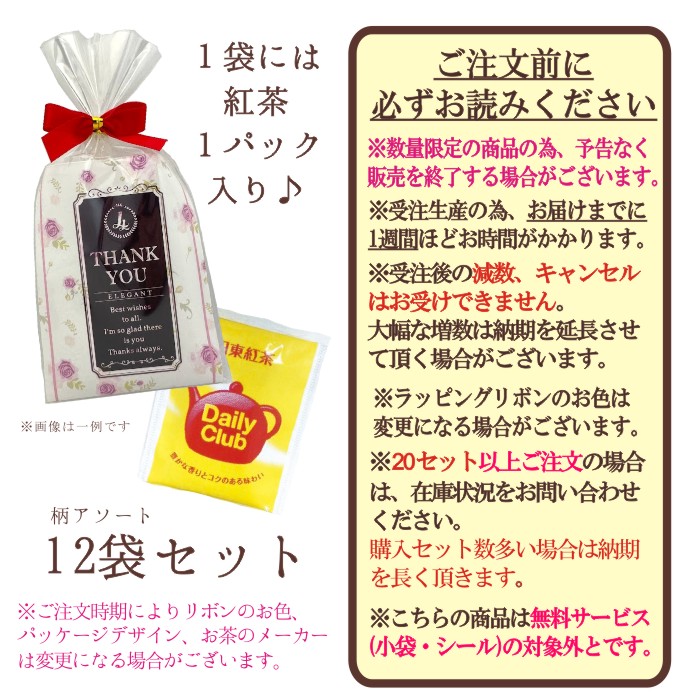 1袋には
紅茶
1パック
入り♪
THANK
YOU
ELEGANT
Best wishes
to all.
I'm so glad there
is you
Thanks always.
東紅茶
Daily
Club
豊かな香りとコクのある味わい
※画像は一例です
柄アソート
12袋セット
※ご注文時期によりリボンのお色、
パッケージデザイン、お茶のメーカー
は変更になる場合がございます。
ご注文前に
必ずお読みください
※数量限定の商品の為、予告なく
販売を終了する場合がございます。
※受注生産の為、お届けまでに
1週間ほどお時間がかかります。
※受注後の減数、キャンセル
はお受けできません。
大幅な増数は納期を延長させ
て頂く場合がございます。
※ラッピングリボンのお色は
変更になる場合がございます。
※20セット以上ご注文の場合
は、在庫状況をお問い合わせ
ください。
購入セット数多い場合は納期
を長く頂きます。
※こちらの商品は無料サービス
(小袋・シール)の対象外とです。